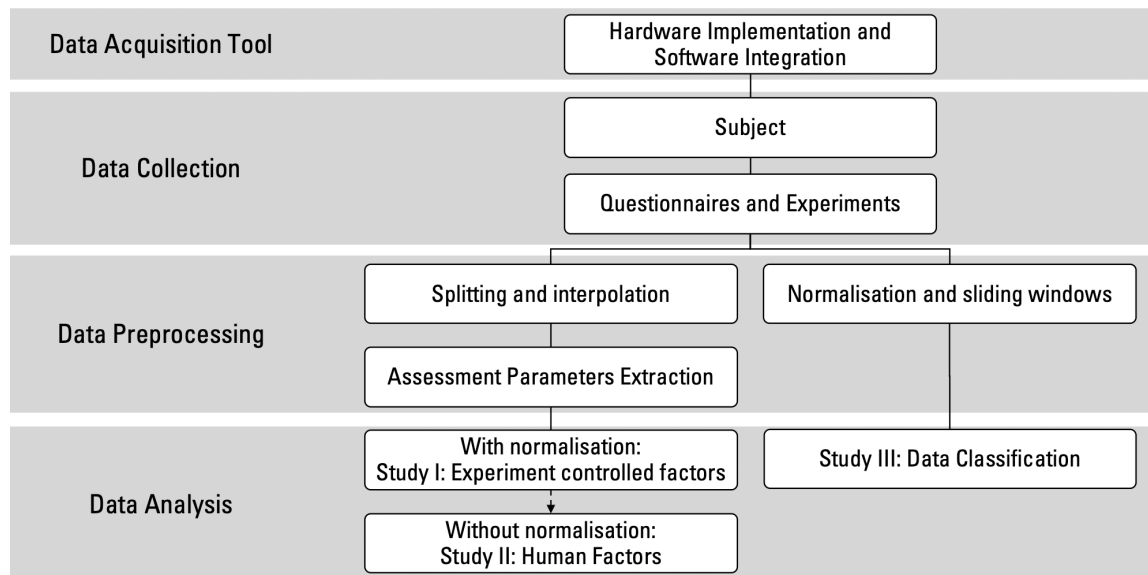 Data Acquisition Tool
Hardware Implementation and
Software Integration
Data Collection
Subject
Questionnaires and Experiments
Data Preprocessing
Splitting and interpolation
Normalisation and sliding windows
Assessment Parameters Extraction
Data Analysis
With normalisation:
Study I: Experiment controlled factors
Study III: Data Classification
Without normalisation:
Study II: Human Factors